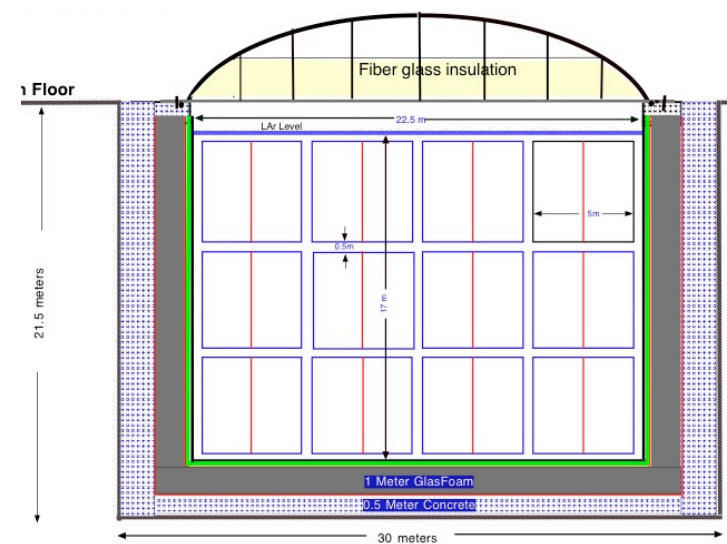 Fiber glass insulation
n Floor
22.5 m
LAr Level
5m
0.5m
17 m
21.5 meters
1 Meter GlasFoam
0.5 Meter Concrete
30 meters